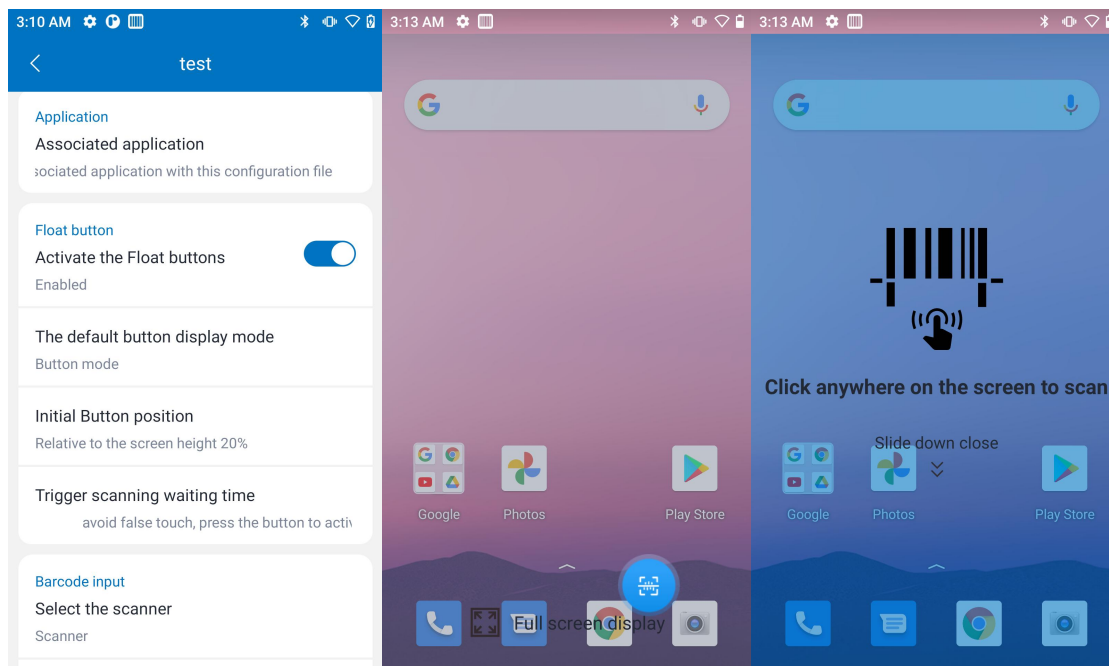 3:10 AM
test
Application
Associated application
sociated application with this configuration file
Float button
Activate the Float buttons
Enabled
The default button display mode
Button mode
Initial Button position
Relative to the screen height 20%
Trigger scanning waiting time
avoid false touch, press the button to activ
Barcode input
Select the scanner
Scanner
3:13 AM
Google
Photos
Play Store
Full screen display
3:13 AM
Click anywhere on the screen to scan
Slide down close
Google
Photos
Play Store